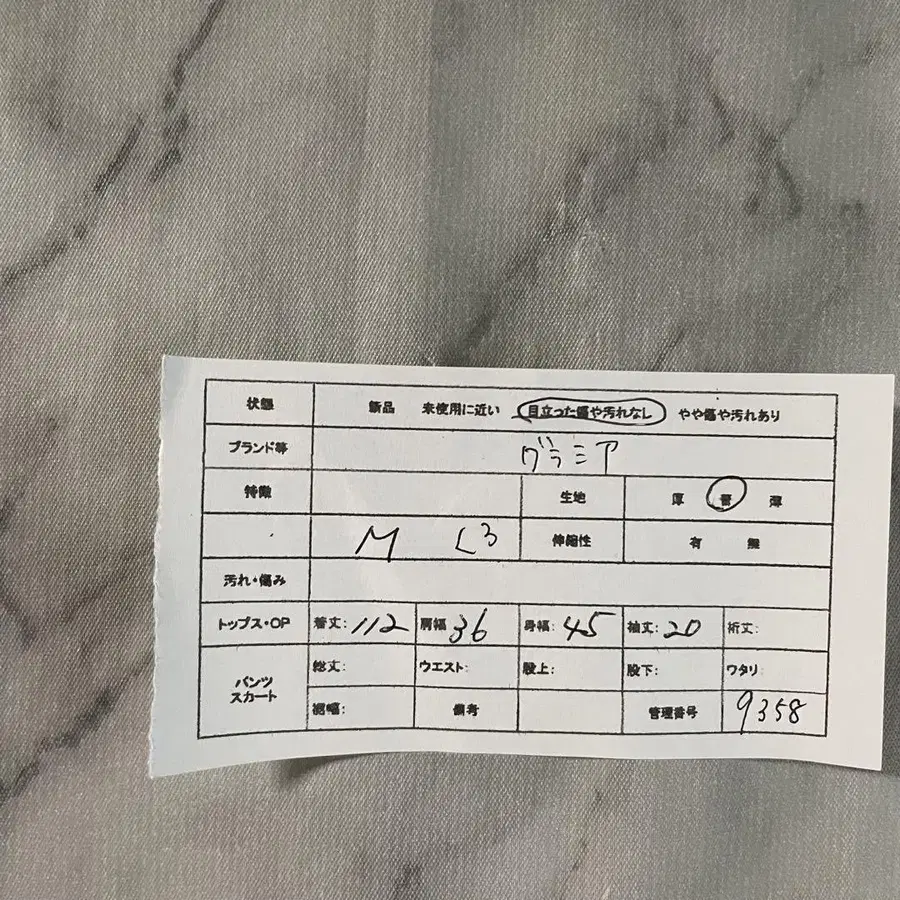 状態 新品 未使用に近い 目立った傷や汚れなし やや傷や汚れあり
ブランド等 グラミア
特徴 生地 厚 普 薄
M L3 伸縮性 有 無
汚れ・傷み
トップス・OP 着丈:112 肩幅36 身幅:45 袖丈:20 裄丈:
パンツ スカート 総丈: ウエスト: 股上: 股下: ワタリ:
裾幅: 備考 管理番号 9358